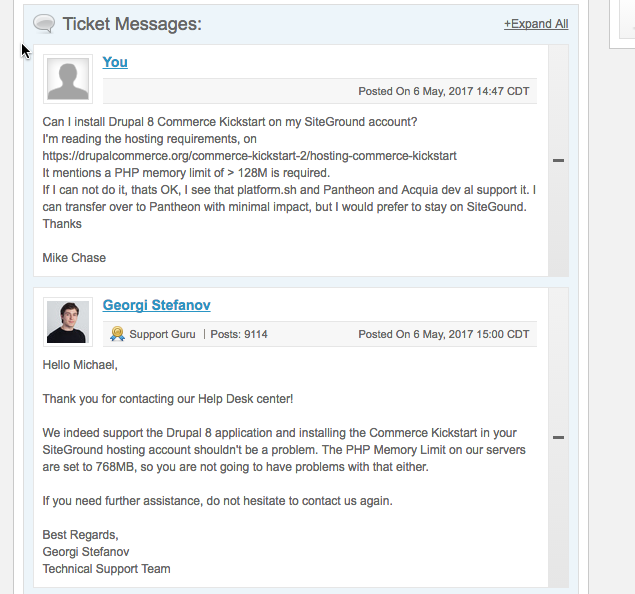 Ticket Messages:
+Expand All
You
Posted On 6 May, 2017 14:47 CDT
Can I install Drupal 8 Commerce Kickstart on my SiteGround account?
I'm reading the hosting requirements, on
https://drupalcommerce.org/commerce-kickstart-2/hosting-commerce-kickstart
It mentions a PHP memory limit of > 128M is required.
If I can not do it, thats OK, I see that platform.sh and Pantheon and Acquia dev al support it. I
can transfer over to Pantheon with minimal impact, but I would prefer to stay on SiteGound.
Thanks
Mike Chase
Georgi Stefanov
Support Guru | Posts: 9114
Posted On 6 May, 2017 15:00 CDT
Hello Michael,
Thank you for contacting our Help Desk center!
We indeed support the Drupal 8 application and installing the Commerce Kickstart in your
SiteGround hosting account shouldn't be a problem. The PHP Memory Limit on our servers
are set to 768MB, so you are not going to have problems with that either.
If you need further assistance, do not hesitate to contact us again.
Best Regards,
Georgi Stefanov
Technical Support Team